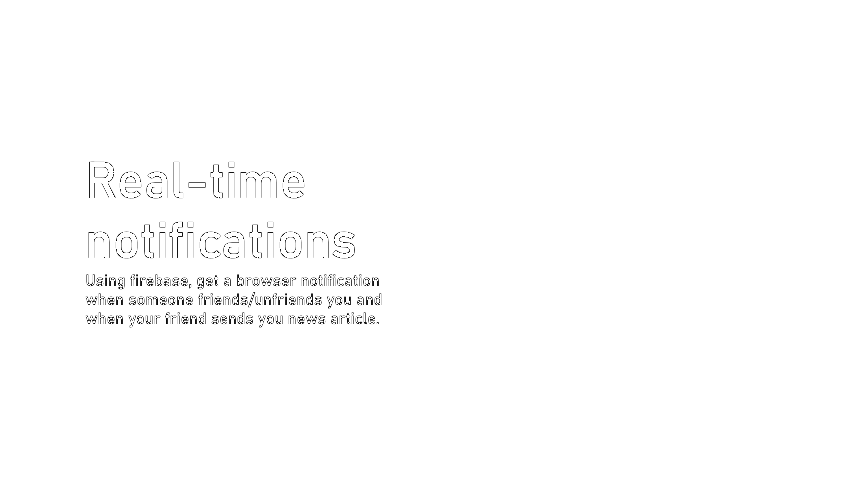 Real-time
notifications
Using firebase, get a browser notification
when someone friends/unfriends you and
when your friend sends you news article.